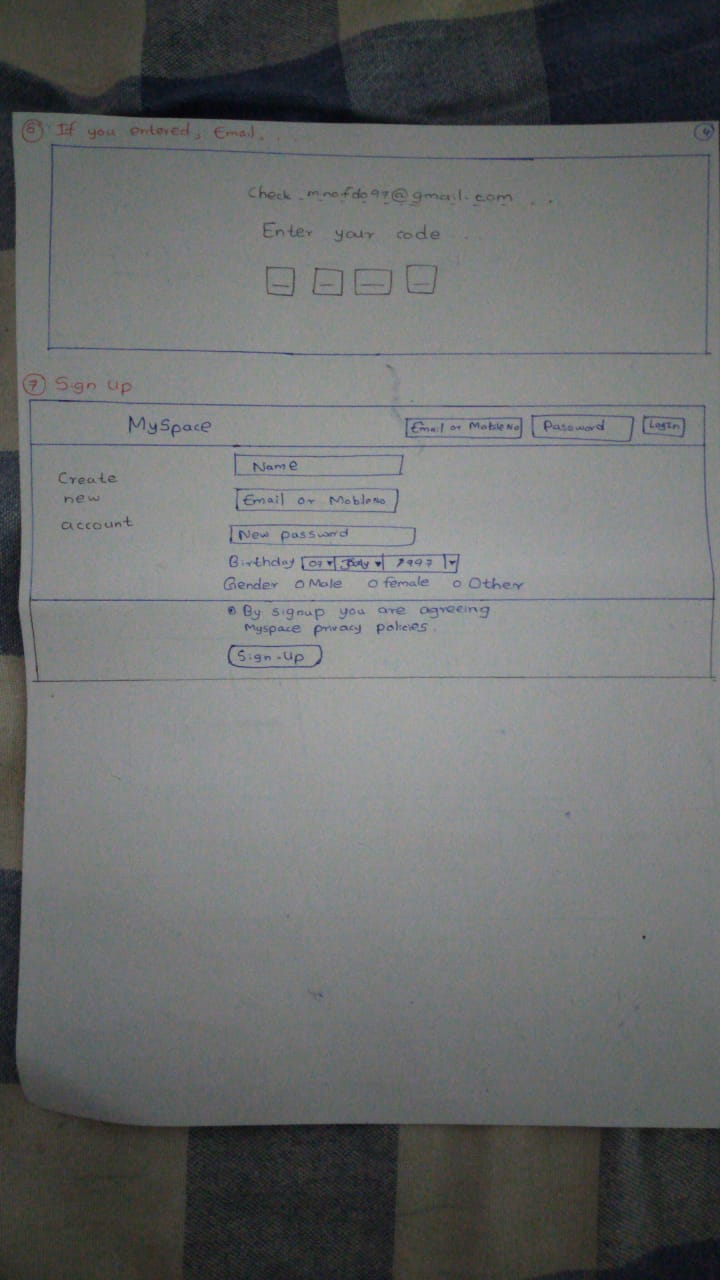 6 If you entered, Email. . .
4
Check mnofdo97@gmail.com . .
Enter your code . .
7 Sign Up
MySpace Email or Mobile No Password LogIn
Create new account
Name
Email or Mobile No
New password
Birthday 07 July 1997
Gender o Male o female o Other
By signup you are agreeing
Myspace privacy policies.
Sign-Up